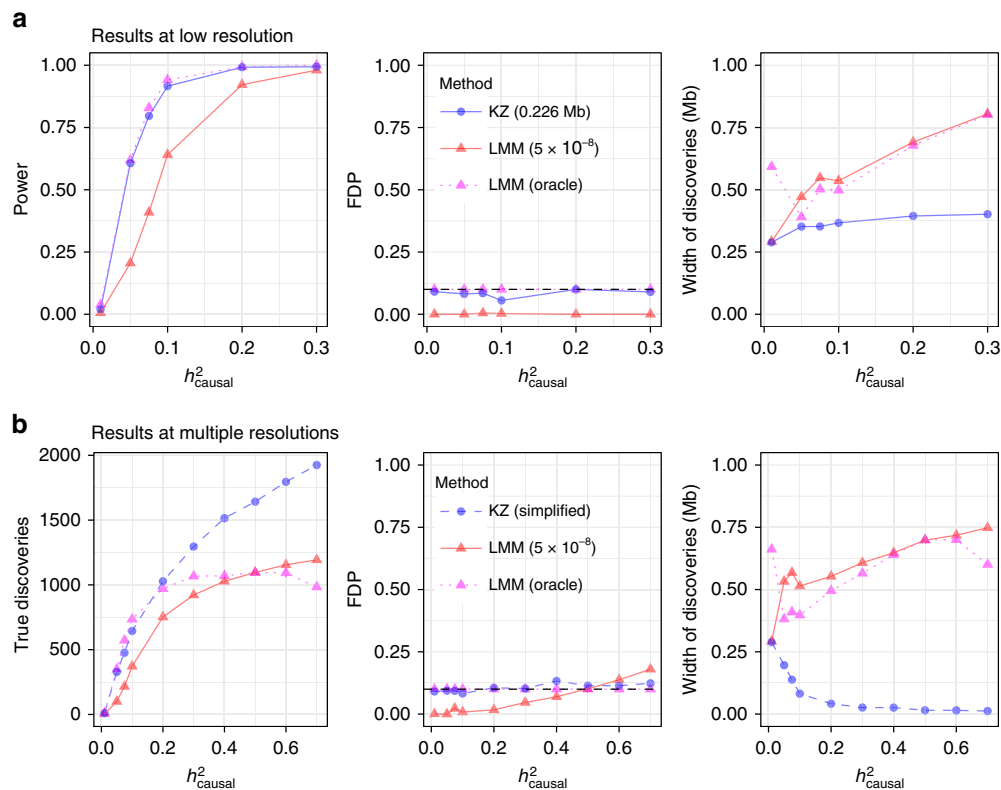 a
Results at low resolution
Power
1.00
0.75
0.50
0.25
0.00
0.0 0.1 0.2 0.3
h²causal
FDP
1.00
0.75
0.50
0.25
0.00
Method
KZ (0.226 Mb)
LMM (5 × 10⁻⁸)
LMM (oracle)
0.0 0.1 0.2 0.3
h²causal
Width of discoveries (Mb)
1.00
0.75
0.50
0.25
0.00
0.0 0.1 0.2 0.3
h²causal
b
Results at multiple resolutions
True discoveries
2000
1500
1000
500
0
0.0 0.2 0.4 0.6
h²causal
FDP
1.00
0.75
0.50
0.25
0.00
Method
KZ (simplified)
LMM (5 × 10⁻⁸)
LMM (oracle)
0.0 0.2 0.4 0.6
h²causal
Width of discoveries (Mb)
1.00
0.75
0.50
0.25
0.00
0.0 0.2 0.4 0.6
h²causal